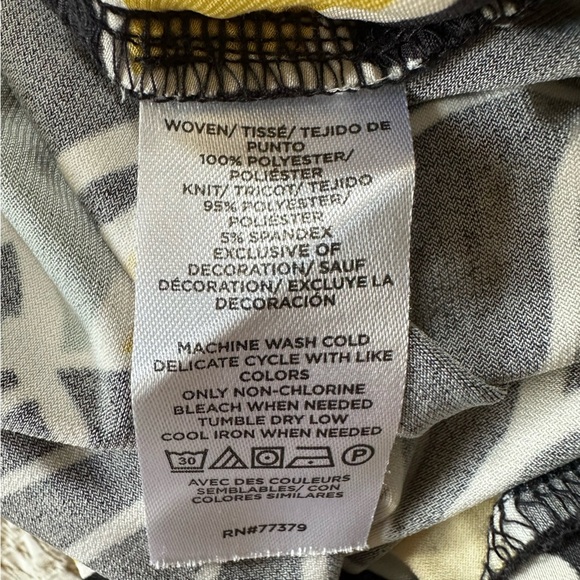 WOVEN/ TISSÉ/ TEJIDO DE
PUNTO
100% POLYESTER/
POLIÉSTER
KNIT/ TRICOT/ TEJIDO
95% POLYESTER/
POLIÉSTER
5% SPANDEX
EXCLUSIVE OF
DECORATION/ SAUF
DÉCORATION/ EXCLUYE LA
DECORACIÓN
MACHINE WASH COLD
DELICATE CYCLE WITH LIKE
COLORS
ONLY NON-CHLORINE
BLEACH WHEN NEEDED
TUMBLE DRY LOW
COOL IRON WHEN NEEDED
30 P
AVEC DES COULEURS
SEMBLABLES/ CON
COLORES SIMILARES
RN#77379